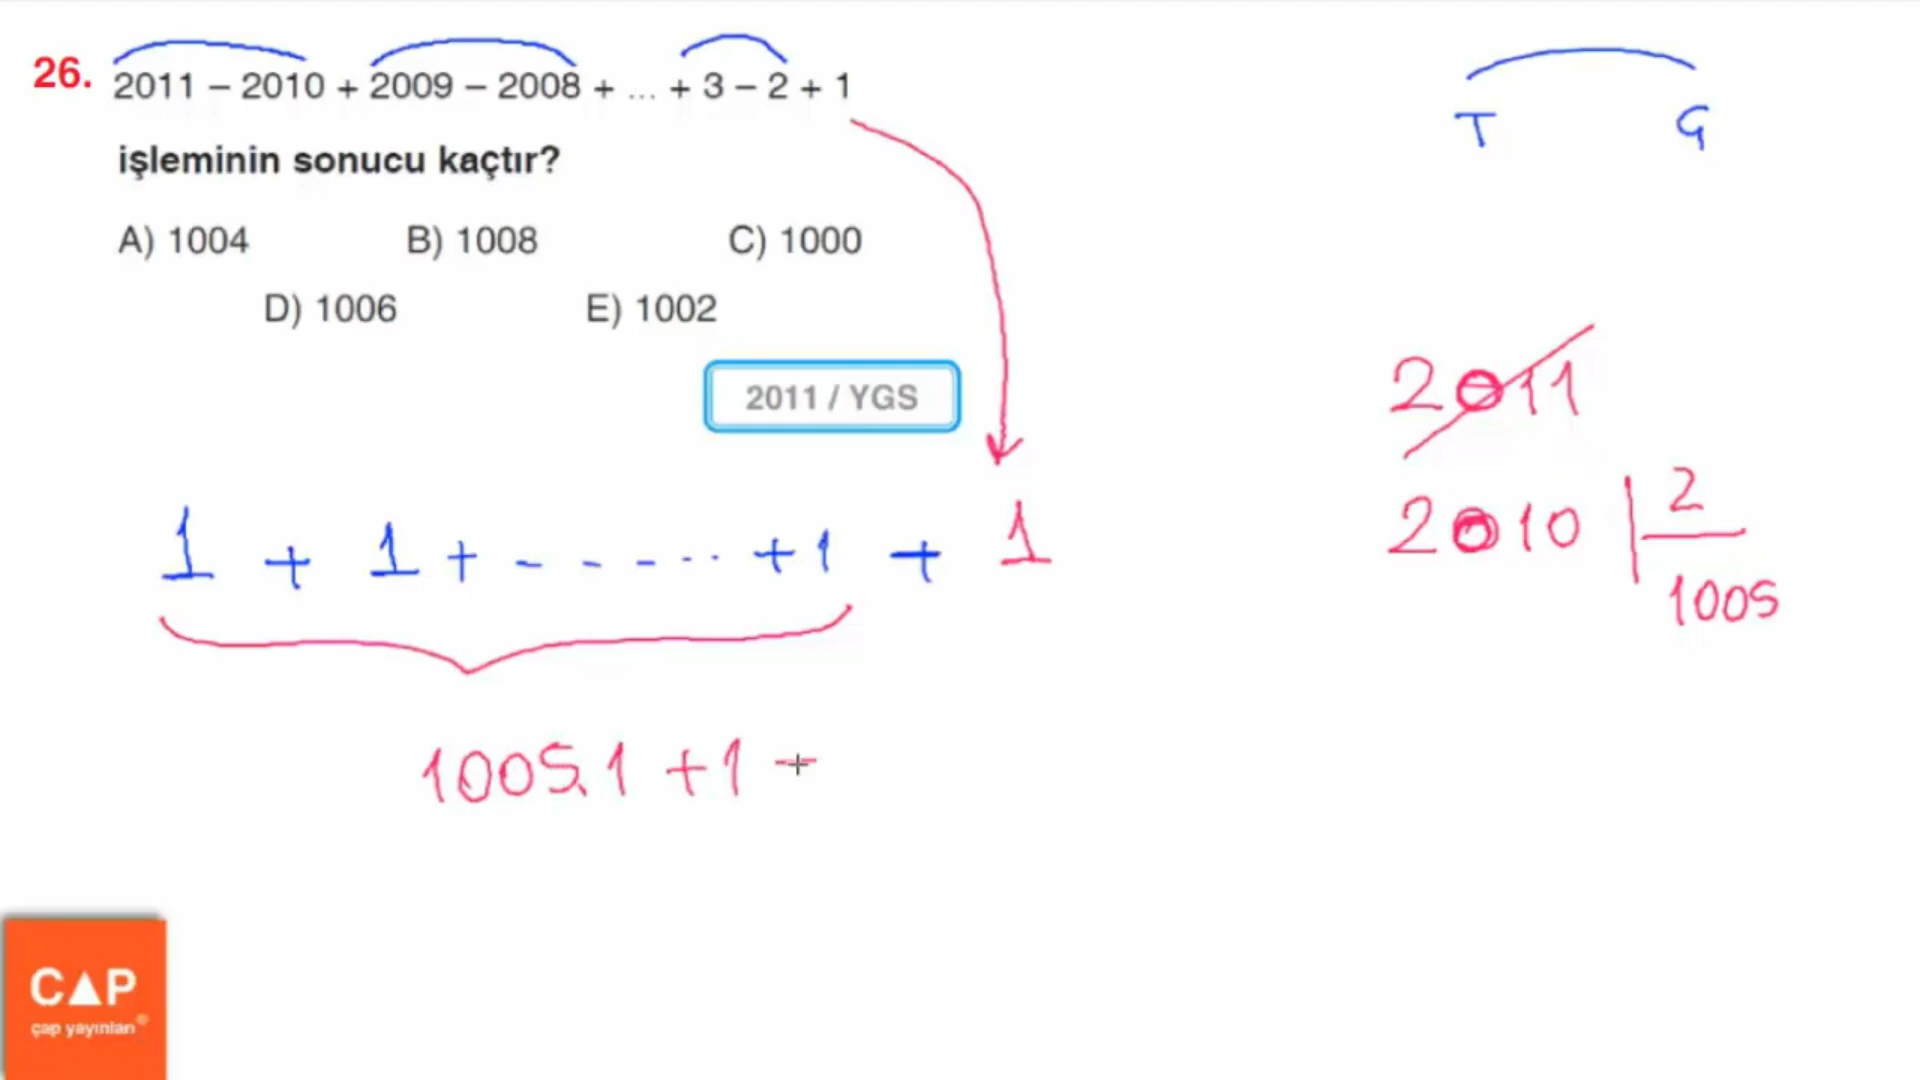 26. 2011 – 2010 + 2009 – 2008 + ... + 3 – 2 + 1
işleminin sonucu kaçtır?
A) 1004 B) 1008 C) 1000
D) 1006 E) 1002
2011 / YGS
T Ç
2011
2010 | 2
1005
1 + 1 + - - - - .. + 1 + 1
1005.1 + 1 =
ÇAP
çap yayınları©